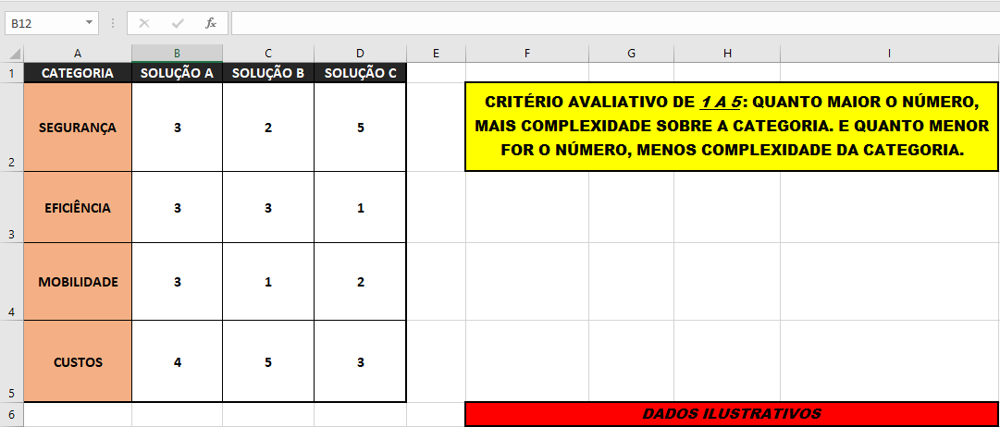 B12
fx
A B C D E F G H I
1 CATEGORIA SOLUÇÃO A SOLUÇÃO B SOLUÇÃO C
2 SEGURANÇA 3 2 5
CRITÉRIO AVALIATIVO DE 1 A 5: QUANTO MAIOR O NÚMERO,
MAIS COMPLEXIDADE SOBRE A CATEGORIA. E QUANTO MENOR
FOR O NÚMERO, MENOS COMPLEXIDADE DA CATEGORIA.
3 EFICIÊNCIA 3 3 1
4 MOBILIDADE 3 1 2
5 CUSTOS 4 5 3
6 DADOS ILUSTRATIVOS